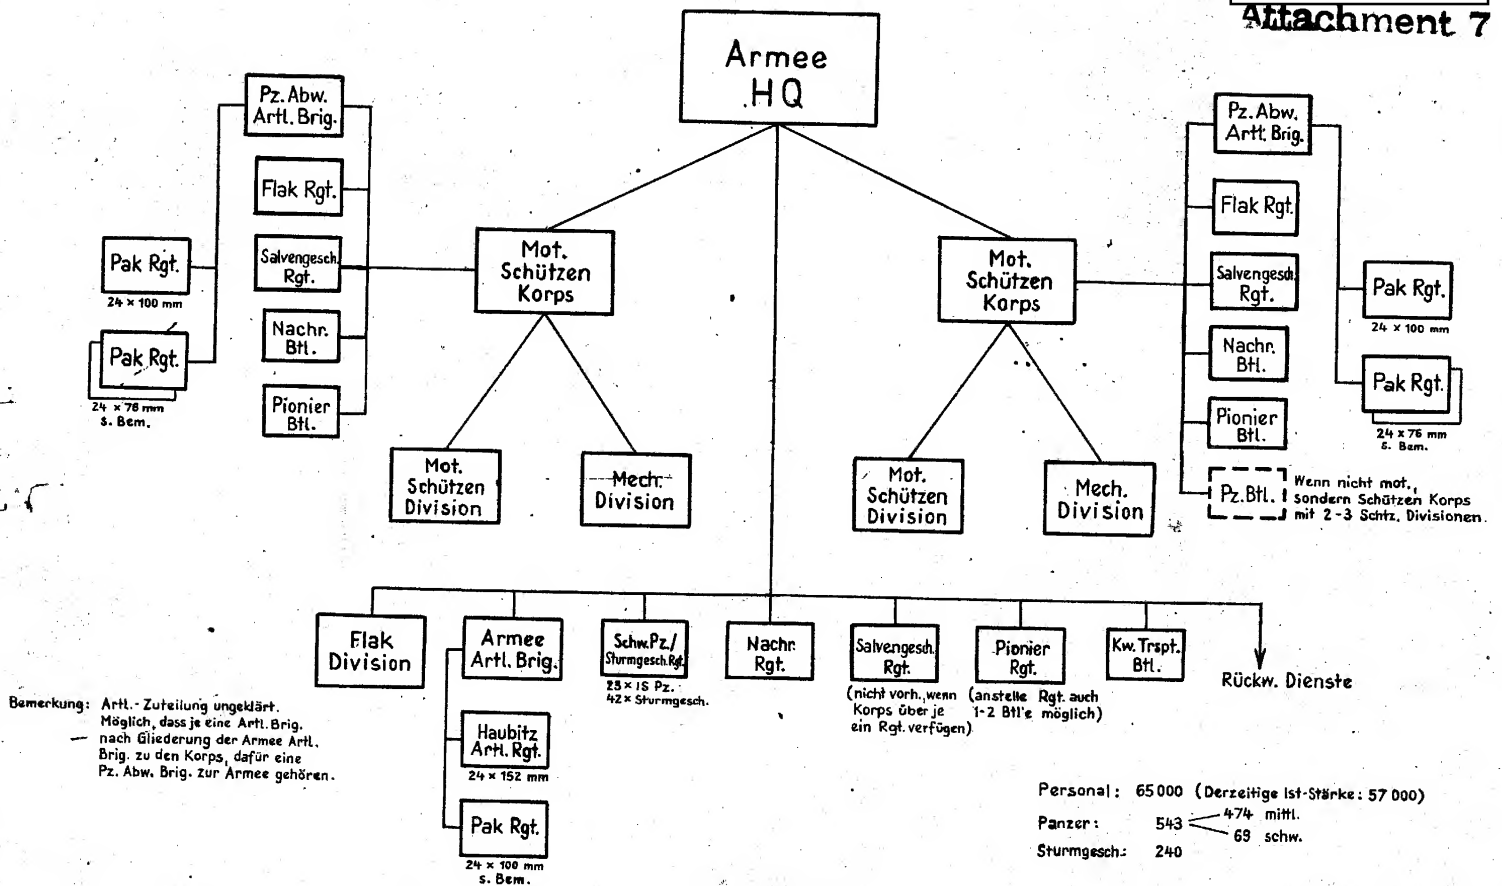 Attachment 7
Armee
HQ
Pz. Abw.
Artl. Brig.
Flak Rgt.
Salvengesch.
Rgt.
Nachr.
Btl.
Pionier
Btl.
Pak Rgt.
24 × 100 mm
Pak Rgt.
24 × 76 mm
s. Bem.
Mot.
Schützen
Korps
Mot.
Schützen
Division
Mech.
Division
Mot.
Schützen
Korps
Mot.
Schützen
Division
Mech.
Division
Pz. Abw.
Artl. Brig.
Flak Rgt.
Salvengesch.
Rgt.
Nachr.
Btl.
Pionier
Btl.
Pz. Btl.
Wenn nicht mot.,
sondern Schützen Korps
mit 2-3 Schtz. Divisionen.
Pak Rgt.
24 × 100 mm
Pak Rgt.
24 × 76 mm
s. Bem.
Flak
Division
Armee
Artl. Brig.
Haubitz
Artl. Rgt.
24 × 152 mm
Pak Rgt.
24 × 100 mm
s. Bem.
Schw. Pz./
Sturmgesch. Rgt.
23 × IS Pz.
42 × Sturmgesch.
Nachr.
Rgt.
Salvengesch.
Rgt.
(nicht vorh., wenn
Korps über je
ein Rgt. verfügen)
Pionier
Rgt.
(anstelle Rgt. auch
1-2 Btl'e möglich)
Kw. Trspt.
Btl.
Rückw. Dienste
Bemerkung: Artl.-Zuteilung ungeklärt.
Möglich, dass je eine Artl. Brig.
nach Gliederung der Armee Artl.
Brig. zu den Korps, dafür eine
Pz. Abw. Brig. zur Armee gehören.
Personal: 65 000 (Derzeitige Ist-Stärke: 57 000)
Panzer: 543 474 mittl.
69 schw.
Sturmgesch.: 240